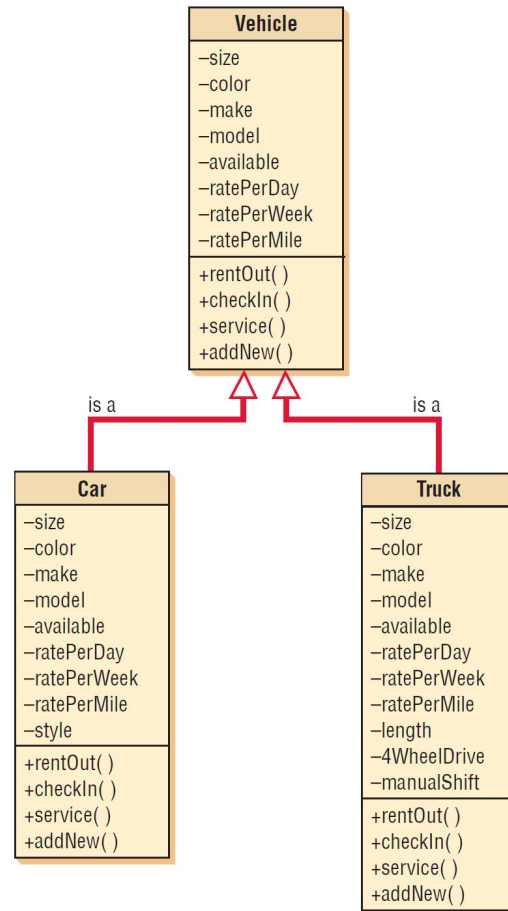 Vehicle
–size
–color
–make
–model
–available
–ratePerDay
–ratePerWeek
–ratePerMile
+rentOut( )
+checkIn( )
+service( )
+addNew( )
is a
is a
Car
–size
–color
–make
–model
–available
–ratePerDay
–ratePerWeek
–ratePerMile
–style
+rentOut( )
+checkIn( )
+service( )
+addNew( )
Truck
–size
–color
–make
–model
–available
–ratePerDay
–ratePerWeek
–ratePerMile
–length
–4WheelDrive
–manualShift
+rentOut( )
+checkIn( )
+service( )
+addNew( )